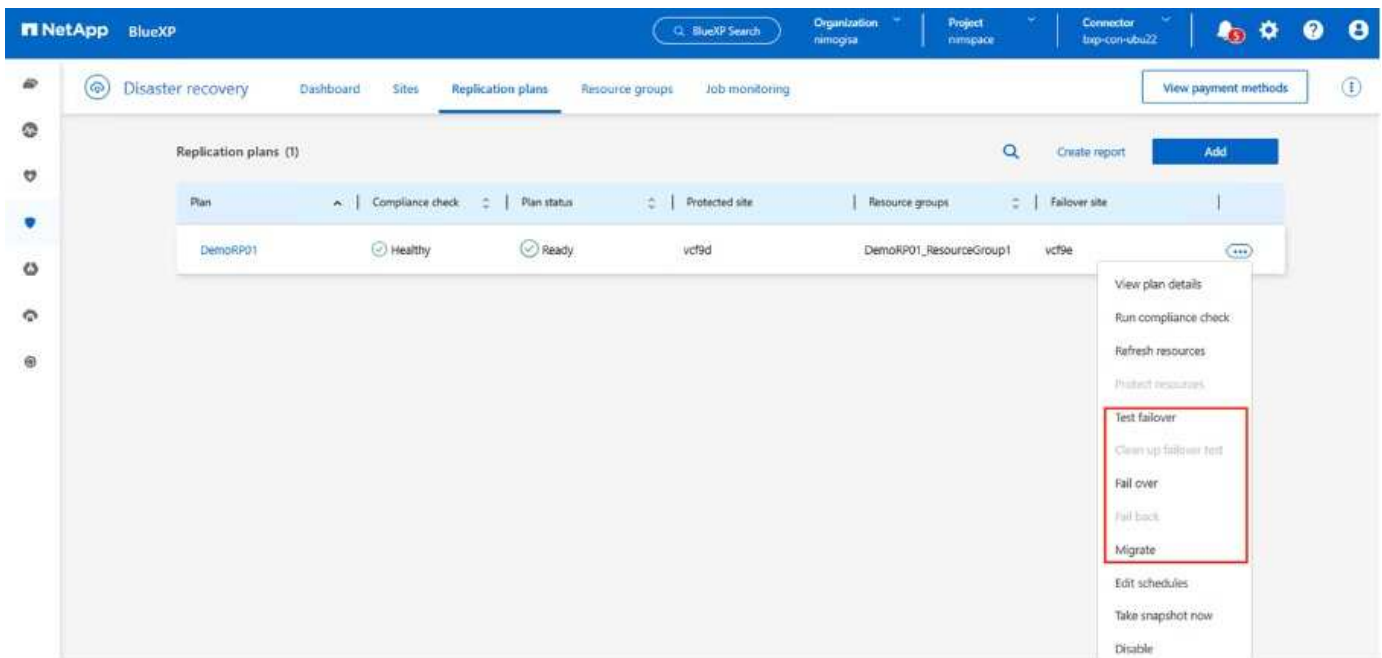 NetApp BlueXP BlueXP Search Organization Project Connector
nimogisa nimspace bxp-con-ubu22 5
Disaster recovery Dashboard Sites Replication plans Resource groups Job monitoring View payment methods
Replication plans (1) Create report Add
Plan Compliance check Plan status Protected site Resource groups Failover site
DemoRP01 Healthy Ready vcf9d DemoRP01_ResourceGroup1 vcf9e
View plan details
Run compliance check
Refresh resources
Protect resources
Test failover
Clean up failover test
Fail over
Fail back
Migrate
Edit schedules
Take snapshot now
Disable